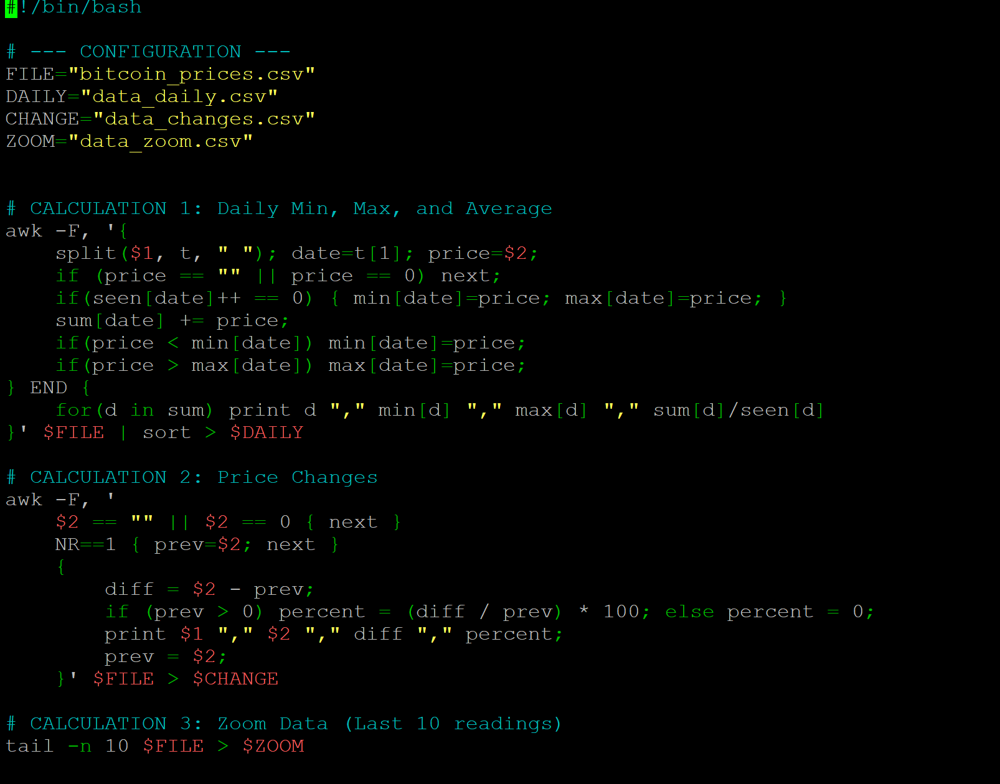 #!/bin/bash

# --- CONFIGURATION ---
FILE="bitcoin_prices.csv"
DAILY="data_daily.csv"
CHANGE="data_changes.csv"
ZOOM="data_zoom.csv"


# CALCULATION 1: Daily Min, Max, and Average
awk -F, '{
    split($1, t, " "); date=t[1]; price=$2;
    if (price == "" || price == 0) next;
    if(seen[date]++ == 0) { min[date]=price; max[date]=price; }
    sum[date] += price;
    if(price < min[date]) min[date]=price;
    if(price > max[date]) max[date]=price;
} END {
    for(d in sum) print d "," min[d] "," max[d] "," sum[d]/seen[d]
}' $FILE | sort > $DAILY

# CALCULATION 2: Price Changes
awk -F, '
    $2 == "" || $2 == 0 { next }
    NR==1 { prev=$2; next }
    {
        diff = $2 - prev;
        if (prev > 0) percent = (diff / prev) * 100; else percent = 0;
        print $1 "," $2 "," diff "," percent;
        prev = $2;
    }' $FILE > $CHANGE

# CALCULATION 3: Zoom Data (Last 10 readings)
tail -n 10 $FILE > $ZOOM